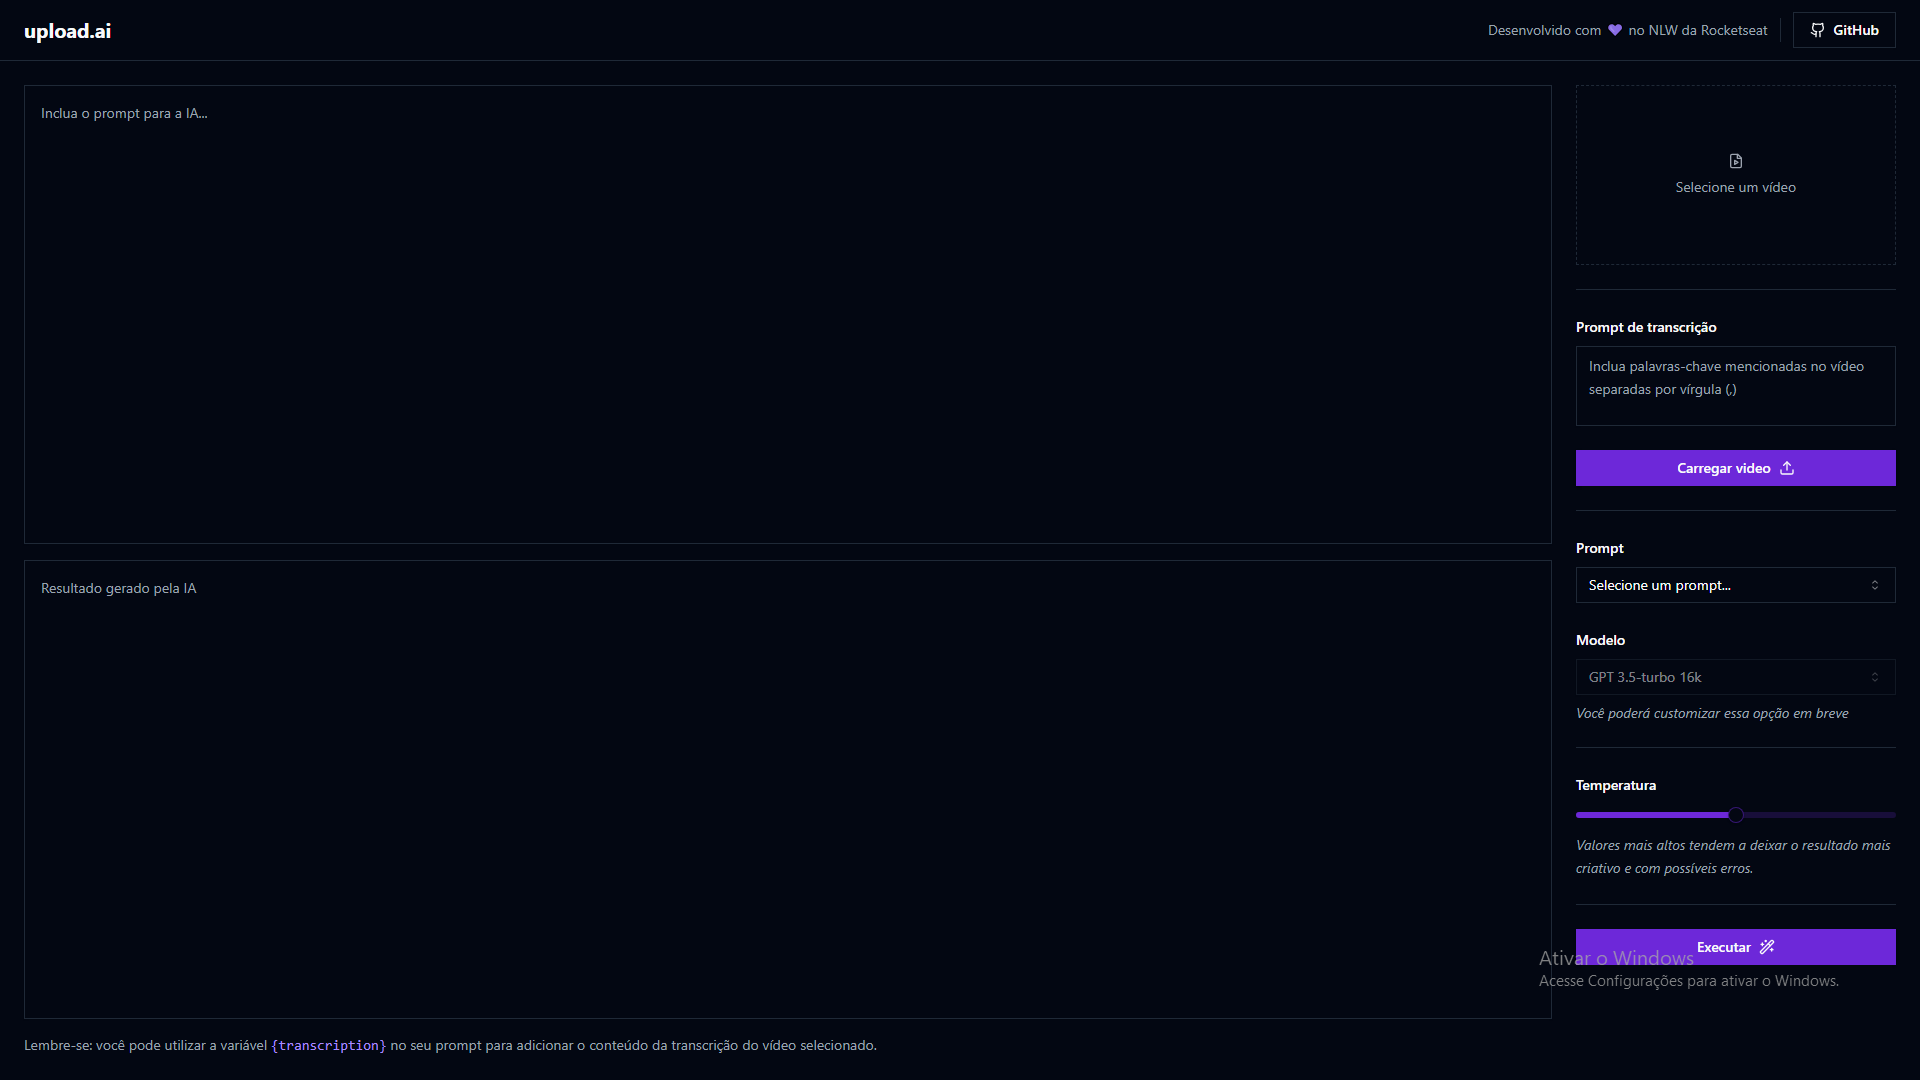 upload.ai
Desenvolvido com 💜 no NLW da Rocketseat
GitHub
Inclua o prompt para a IA...
Resultado gerado pela IA
Lembre-se: você pode utilizar a variável {transcription} no seu prompt para adicionar o conteúdo da transcrição do vídeo selecionado.
Selecione um vídeo
Prompt de transcrição
Inclua palavras-chave mencionadas no vídeo
separadas por vírgula (,)
Carregar video
Prompt
Selecione um prompt...
Modelo
GPT 3.5-turbo 16k
Você poderá customizar essa opção em breve
Temperatura
Valores mais altos tendem a deixar o resultado mais
criativo e com possíveis erros.
Executar
Ativar o Windows
Acesse Configurações para ativar o Windows.